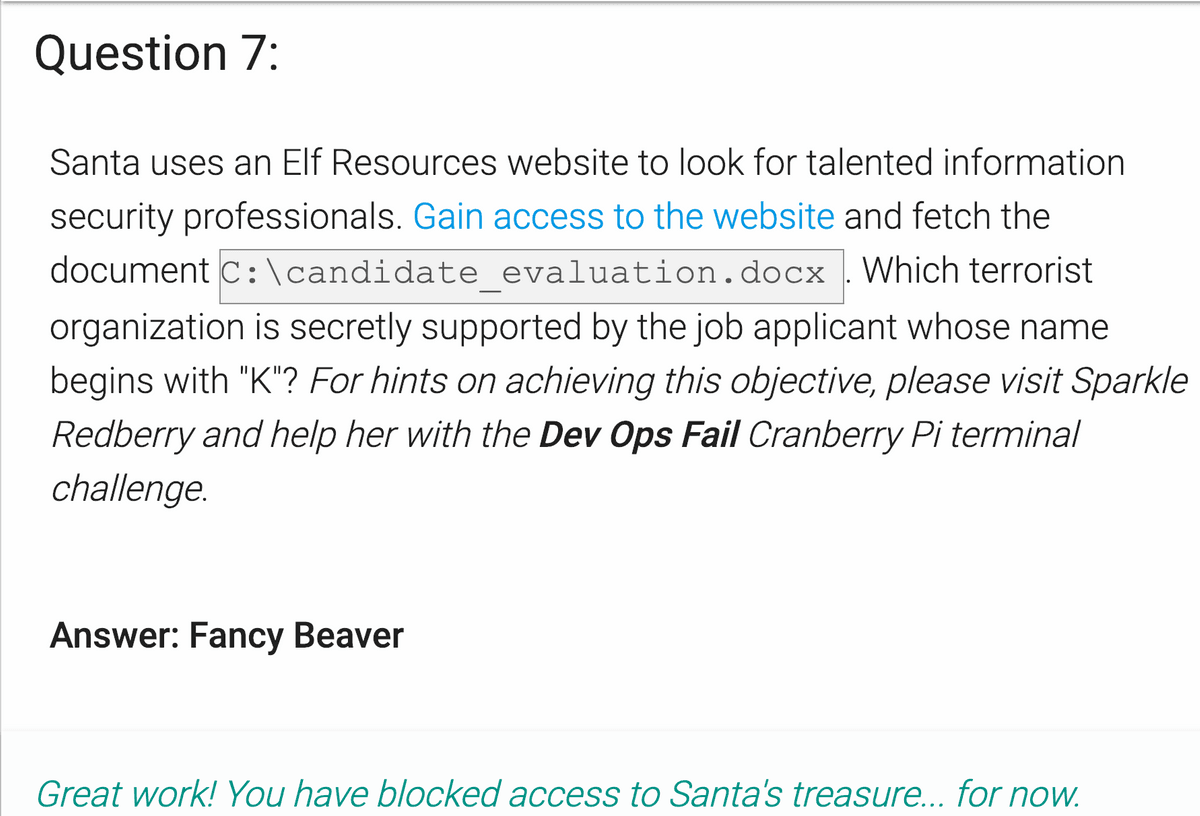 Question 7:
Santa uses an Elf Resources website to look for talented information
security professionals. Gain access to the website and fetch the
document C:\candidate_evaluation.docx . Which terrorist
organization is secretly supported by the job applicant whose name
begins with "K"? For hints on achieving this objective, please visit Sparkle
Redberry and help her with the Dev Ops Fail Cranberry Pi terminal
challenge.
Answer: Fancy Beaver
Great work! You have blocked access to Santa's treasure... for now.